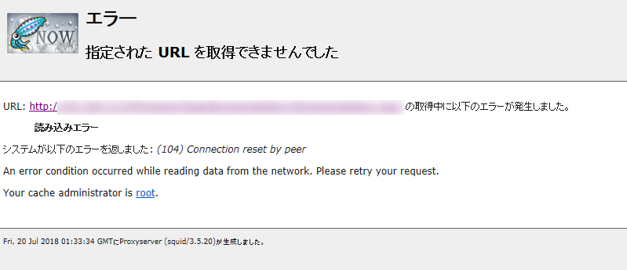 エラー
NOW
指定された URL を取得できませんでした
URL: http:/ の取得中に以下のエラーが発生しました。
読み込みエラー
システムが以下のエラーを返しました: (104) Connection reset by peer
An error condition occurred while reading data from the network. Please retry your request.
Your cache administrator is root.
Fri, 20 Jul 2018 01:33:34 GMTにProxyserver (squid/3.5.20)が生成しました。